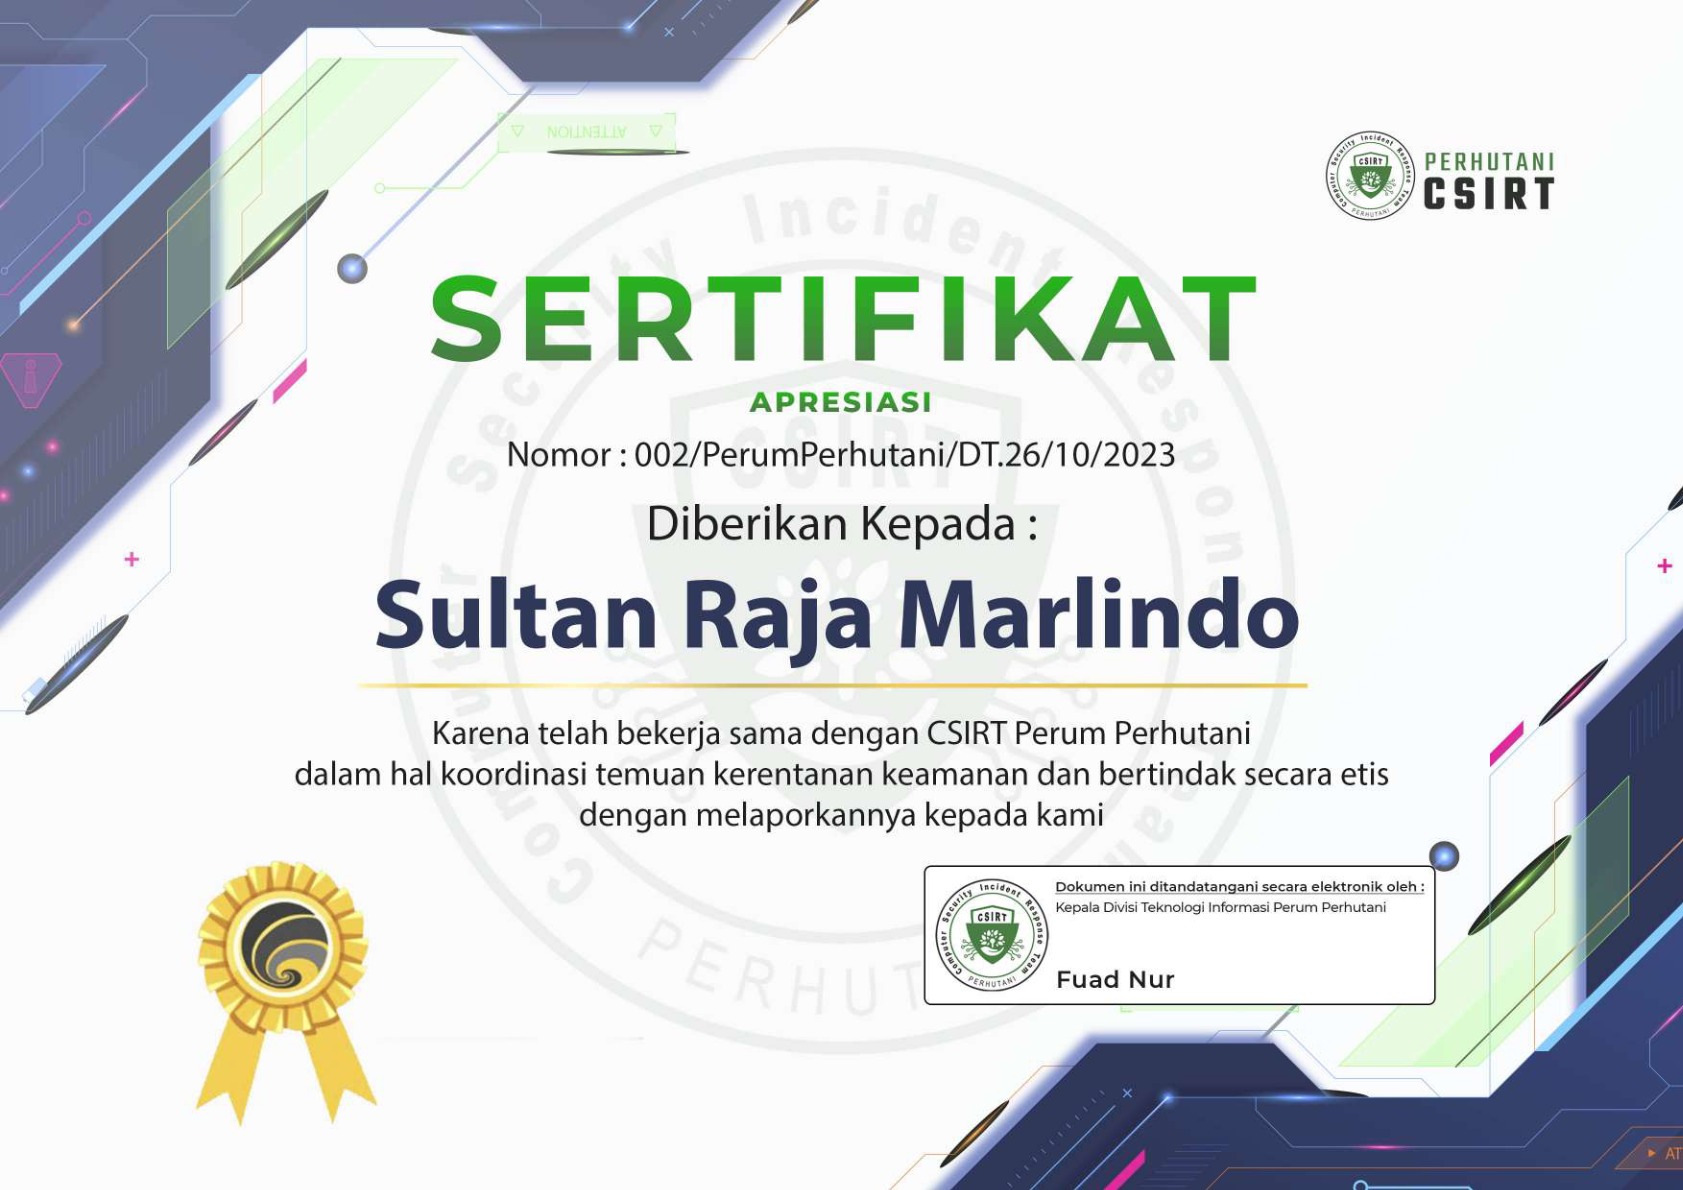 ATTENTION
Computer Security Incident Response Team
CSIRT
PERHUTANI
PERHUTANI
CSIRT
SERTIFIKAT
APRESIASI
Nomor : 002/PerumPerhutani/DT.26/10/2023
Diberikan Kepada :
Sultan Raja Marlindo
Karena telah bekerja sama dengan CSIRT Perum Perhutani
dalam hal koordinasi temuan kerentanan keamanan dan bertindak secara etis
dengan melaporkannya kepada kami
Computer Security Incident Response Team
CSIRT
PERHUTANI
Dokumen ini ditandatangani secara elektronik oleh :
Kepala Divisi Teknologi Informasi Perum Perhutani
Fuad Nur